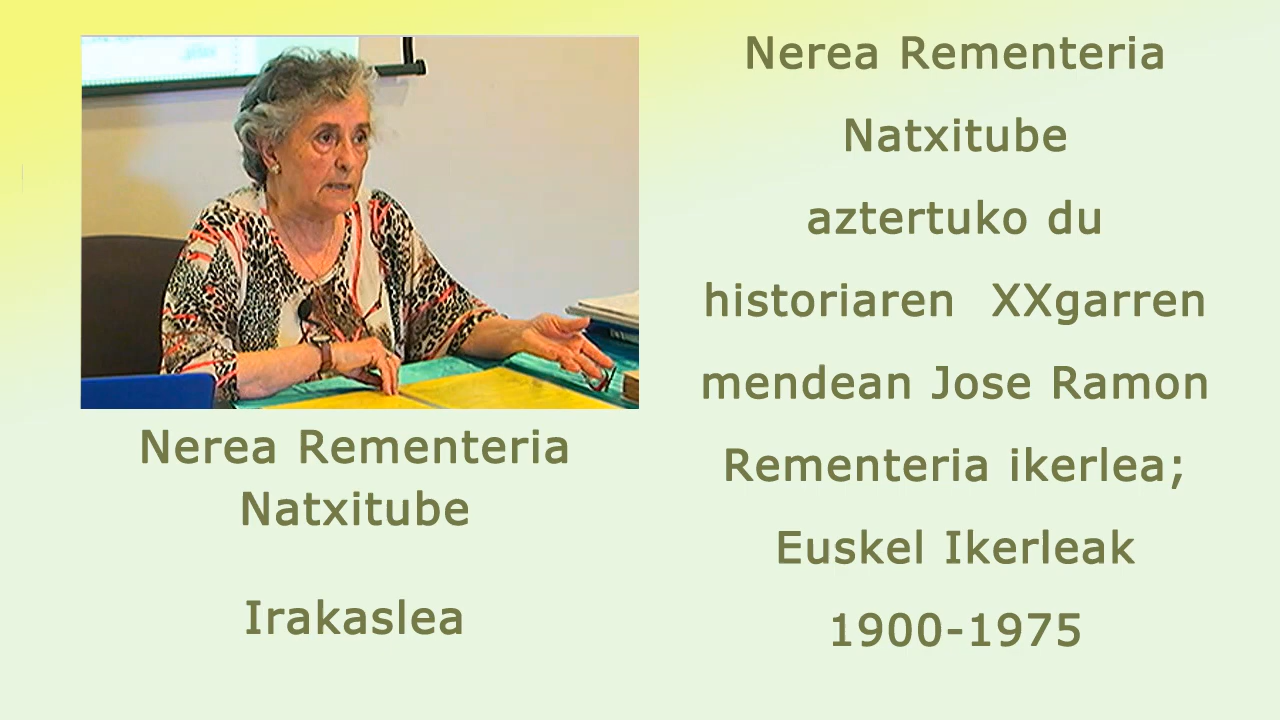 Nerea Rementeria
Natxitube
Irakaslea
Nerea Rementeria
Natxitube
aztertuko du
historiaren XXgarren
mendean Jose Ramon
Rementeria ikerlea;
Euskel Ikerleak
1900-1975